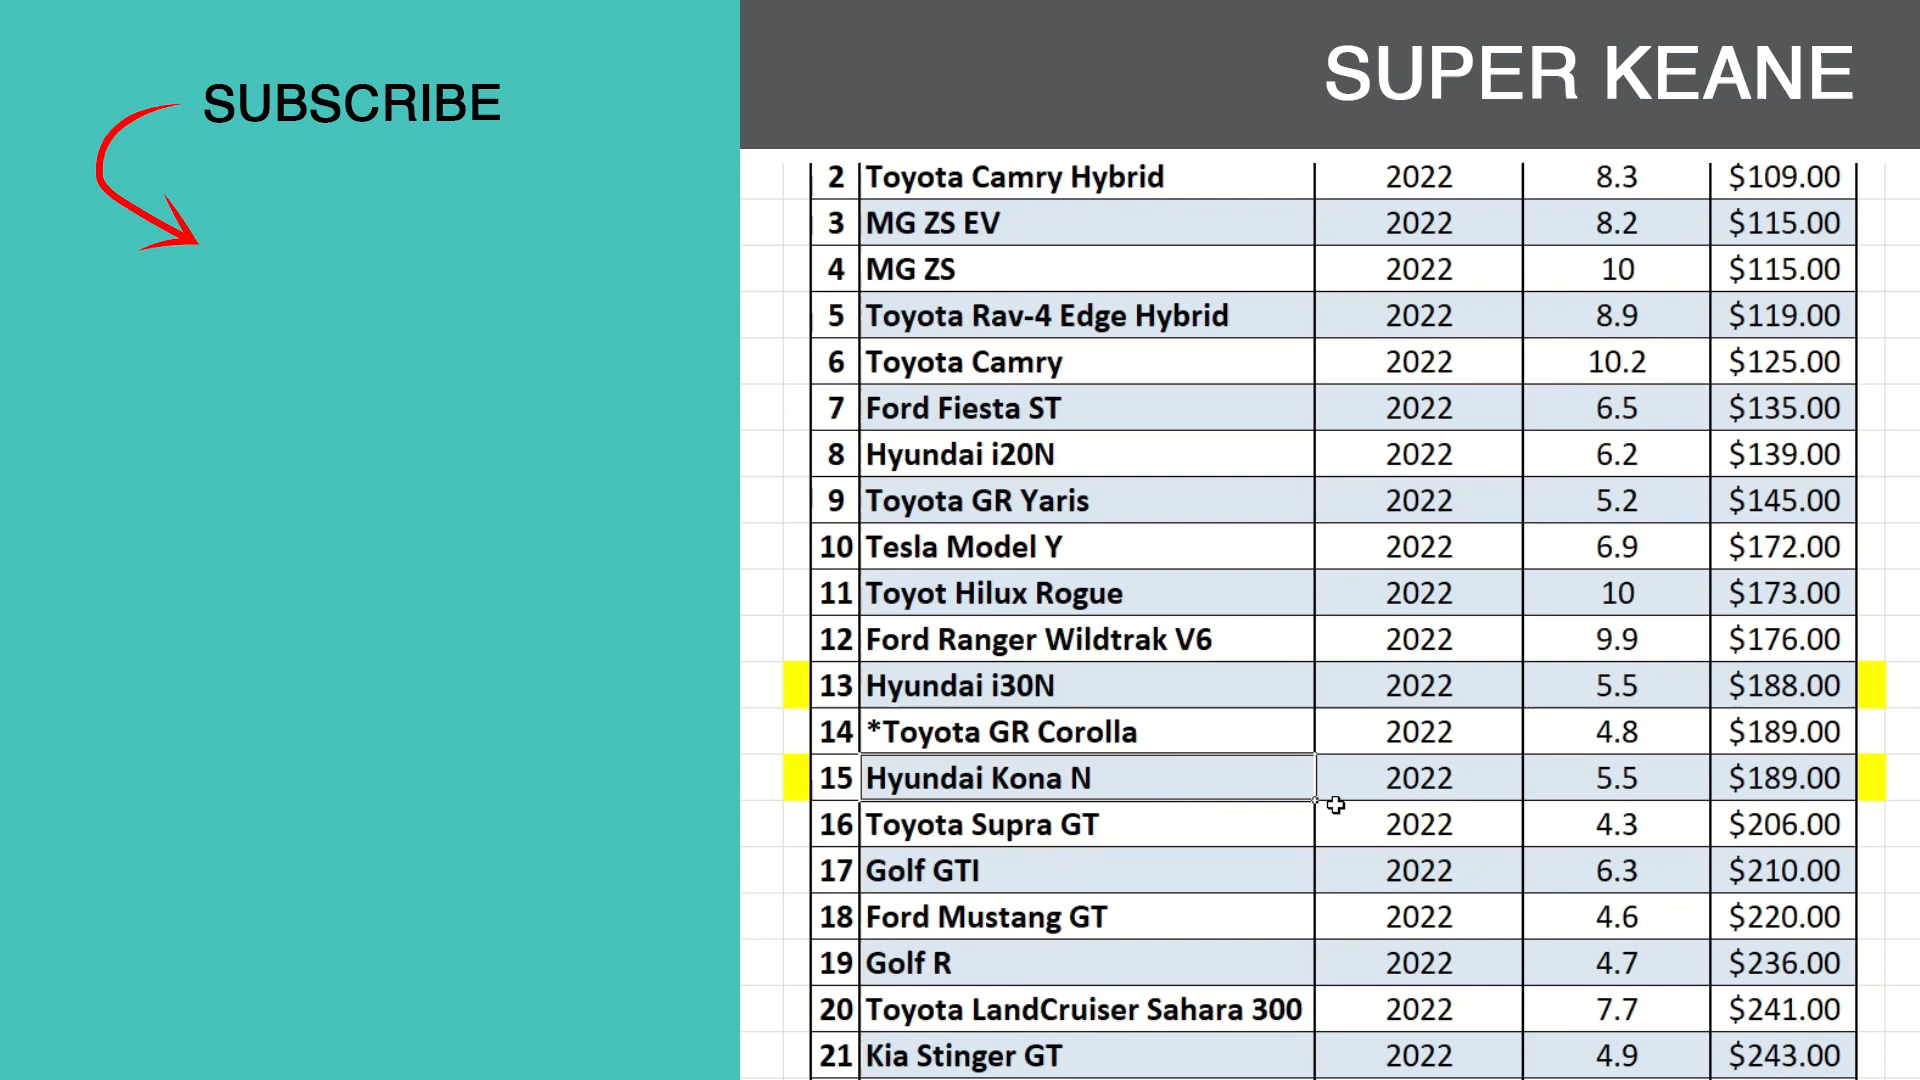 SUBSCRIBE
SUPER KEANE
2 Toyota Camry Hybrid 2022 8.3 $109.00
3 MG ZS EV 2022 8.2 $115.00
4 MG ZS 2022 10 $115.00
5 Toyota Rav-4 Edge Hybrid 2022 8.9 $119.00
6 Toyota Camry 2022 10.2 $125.00
7 Ford Fiesta ST 2022 6.5 $135.00
8 Hyundai i20N 2022 6.2 $139.00
9 Toyota GR Yaris 2022 5.2 $145.00
10 Tesla Model Y 2022 6.9 $172.00
11 Toyot Hilux Rogue 2022 10 $173.00
12 Ford Ranger Wildtrak V6 2022 9.9 $176.00
13 Hyundai i30N 2022 5.5 $188.00
14 *Toyota GR Corolla 2022 4.8 $189.00
15 Hyundai Kona N 2022 5.5 $189.00
16 Toyota Supra GT 2022 4.3 $206.00
17 Golf GTI 2022 6.3 $210.00
18 Ford Mustang GT 2022 4.6 $220.00
19 Golf R 2022 4.7 $236.00
20 Toyota LandCruiser Sahara 300 2022 7.7 $241.00
21 Kia Stinger GT 2022 4.9 $243.00